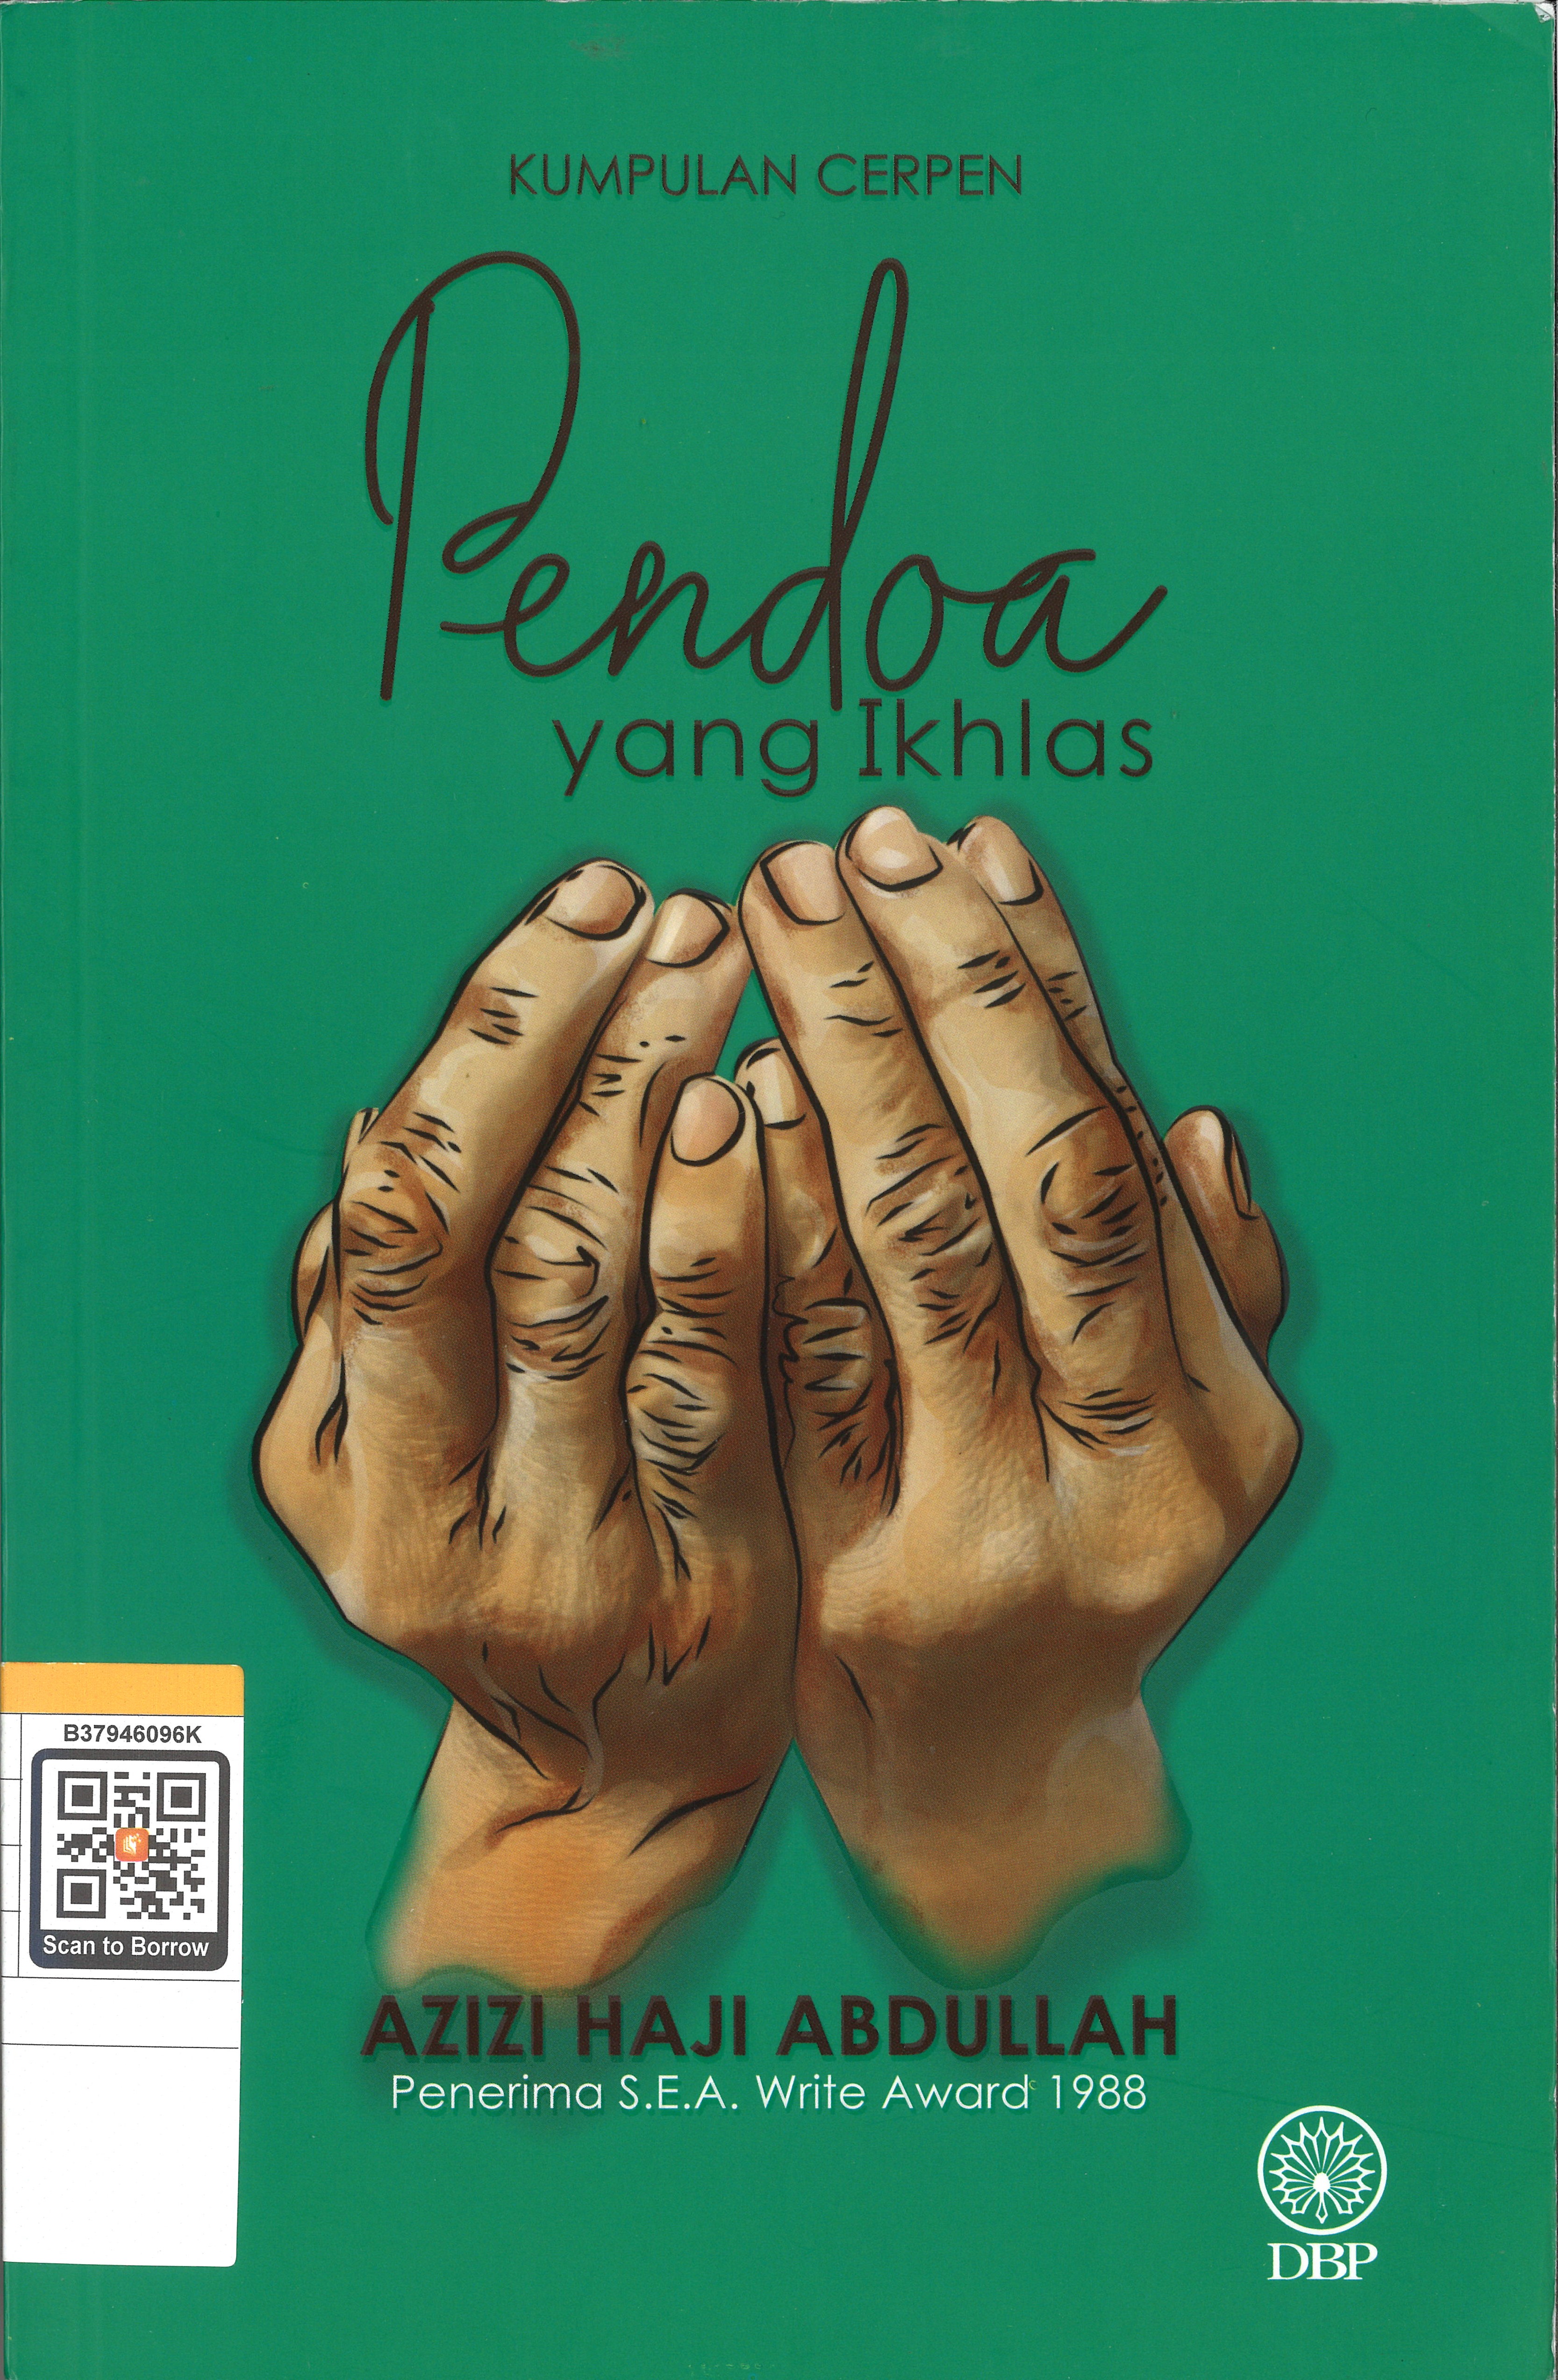 KUMPULAN CERPEN
Pendoa
yang Ikhlas
B37946096K
Scan to Borrow
AZIZI HAJI ABDULLAH
Penerima S.E.A. Write Award 1988
DBP